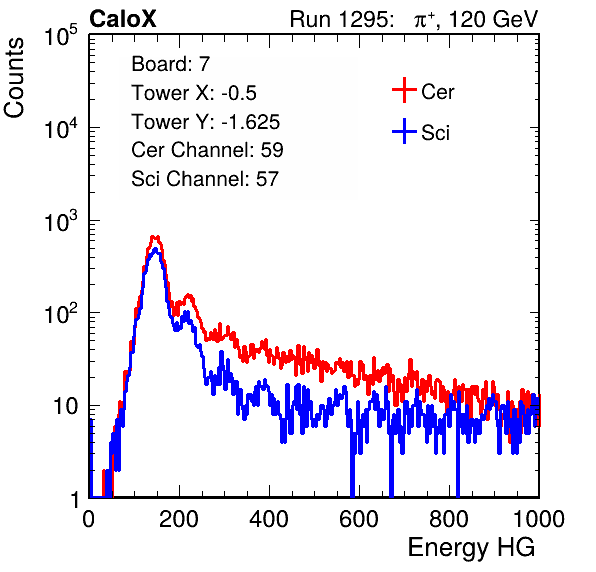 CaloX Run 1295: π⁺, 120 GeV
Counts
Board: 7
Tower X: -0.5
Tower Y: -1.625
Cer Channel: 59
Sci Channel: 57
Cer
Sci
10⁵
10⁴
10³
10²
10
1
0 200 400 600 800 1000
Energy HG